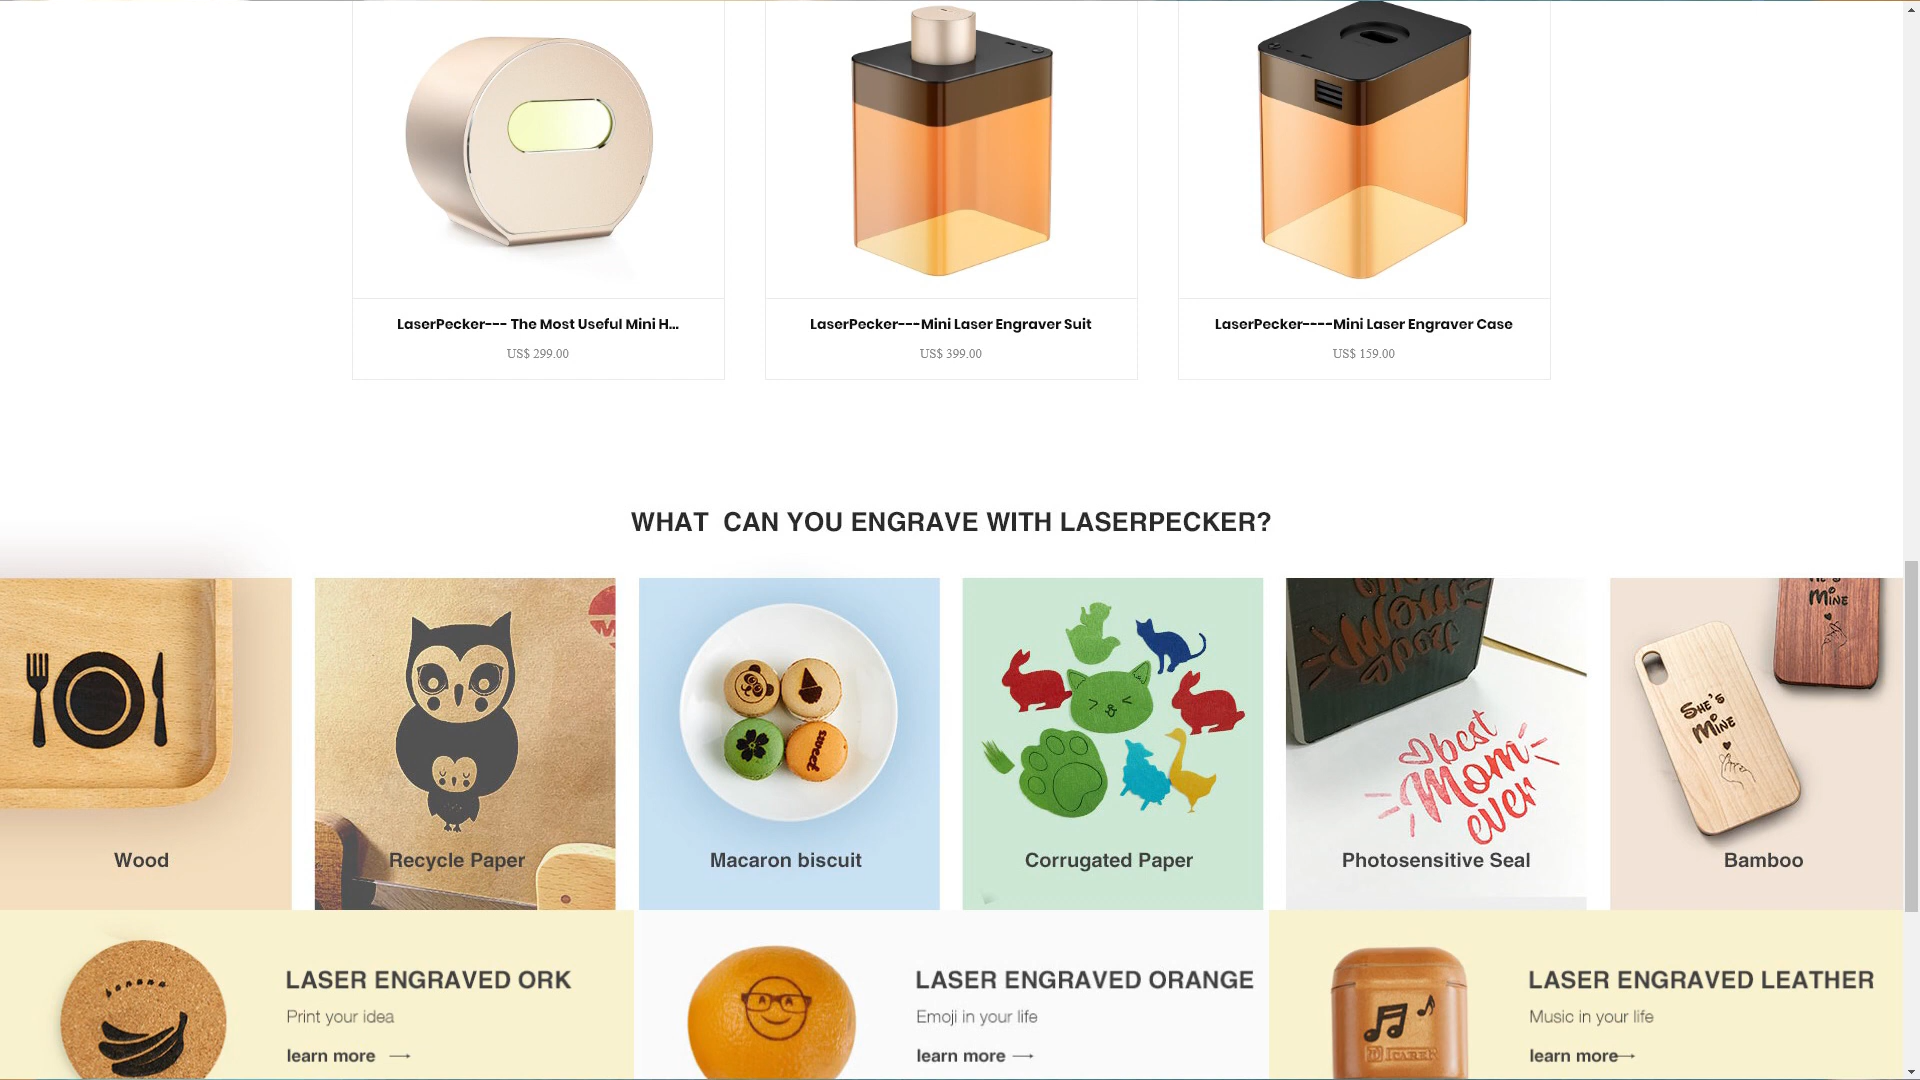 LaserPecker--- The Most Useful Mini H...
US$ 299.00
LaserPecker---Mini Laser Engraver Suit
US$ 399.00
LaserPecker----Mini Laser Engraver Case
US$ 159.00
WHAT CAN YOU ENGRAVE WITH LASERPECKER?
Wood
Recycle Paper
sweet
Macaron biscuit
Corrugated Paper
best
Mom
ever
Photosensitive Seal
MINE
SHE'S
MINE
Bamboo
banana
LASER ENGRAVED ORK
Print your idea
learn more
LASER ENGRAVED ORANGE
Emoji in your life
learn more
LASER ENGRAVED LEATHER
Music in your life
learn more